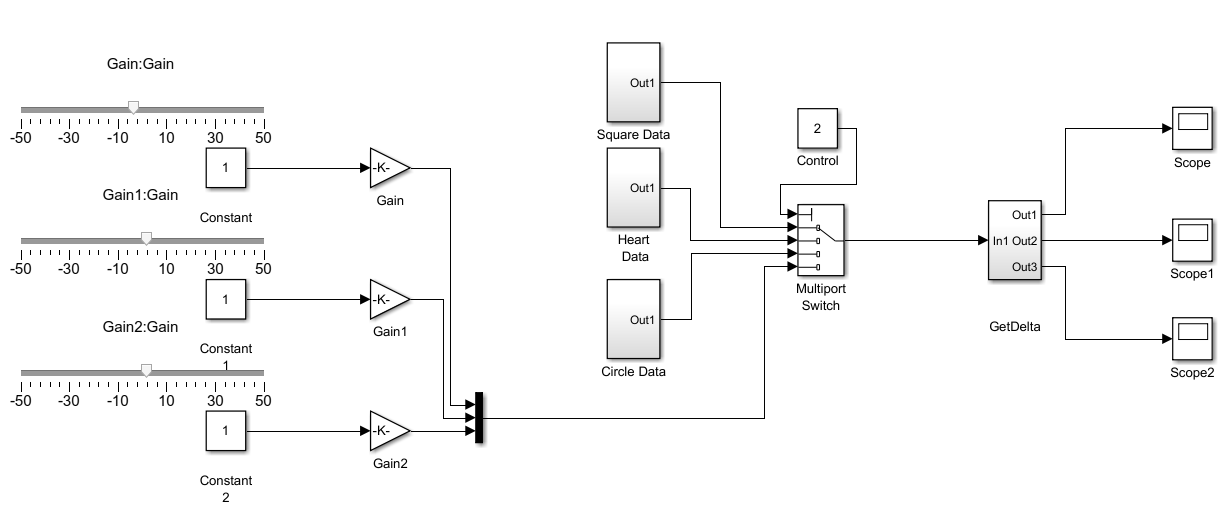 Gain:Gain
-50 -30 -10 10 30 50
1
Constant
-K-
Gain
Gain1:Gain
-50 -30 -10 10 30 50
1
Constant
1
-K-
Gain1
Gain2:Gain
-50 -30 -10 10 30 50
1
Constant
2
-K-
Gain2
Out1
Square Data
Out1
Heart
Data
Out1
Circle Data
2
Control
Multiport
Switch
Out1
In1 Out2
Out3
GetDelta
Scope
Scope1
Scope2